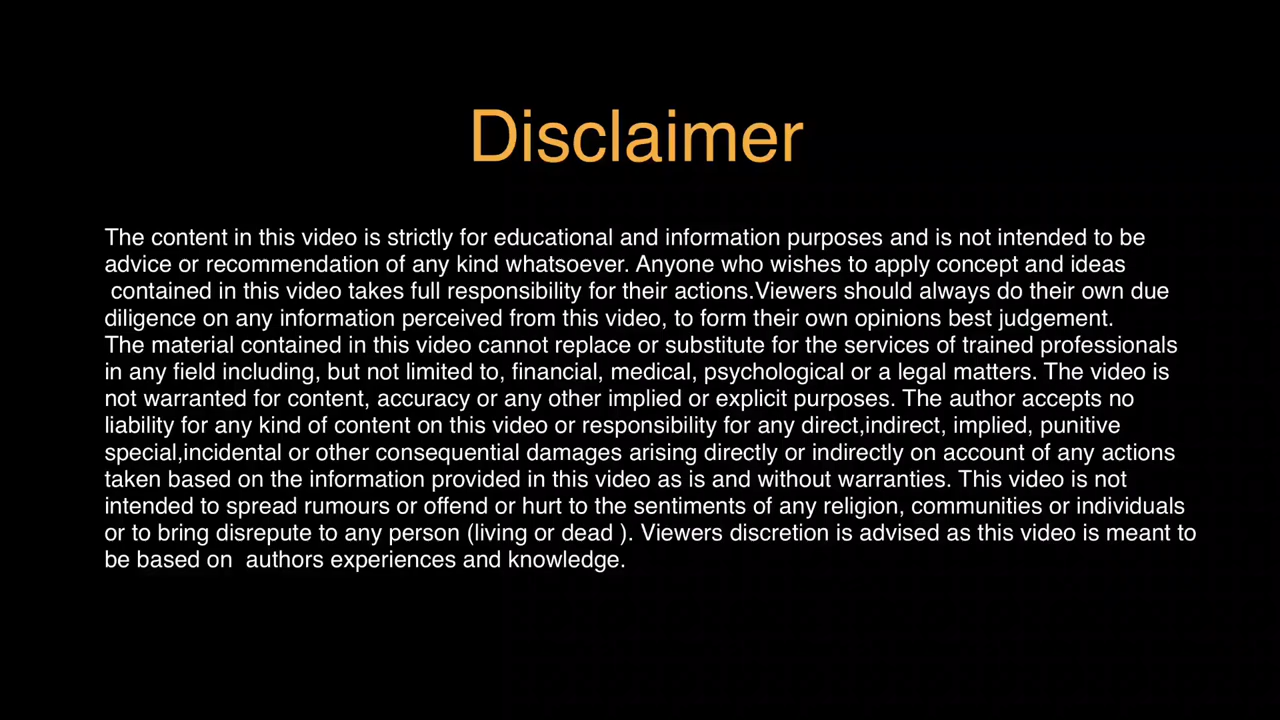 Disclaimer
The content in this video is strictly for educational and information purposes and is not intended to be
advice or recommendation of any kind whatsoever. Anyone who wishes to apply concept and ideas
contained in this video takes full responsibility for their actions.Viewers should always do their own due
diligence on any information perceived from this video, to form their own opinions best judgement.
The material contained in this video cannot replace or substitute for the services of trained professionals
in any field including, but not limited to, financial, medical, psychological or a legal matters. The video is
not warranted for content, accuracy or any other implied or explicit purposes. The author accepts no
liability for any kind of content on this video or responsibility for any direct,indirect, implied, punitive
special,incidental or other consequential damages arising directly or indirectly on account of any actions
taken based on the information provided in this video as is and without warranties. This video is not
intended to spread rumours or offend or hurt to the sentiments of any religion, communities or individuals
or to bring disrepute to any person (living or dead ). Viewers discretion is advised as this video is meant to
be based on  authors experiences and knowledge.